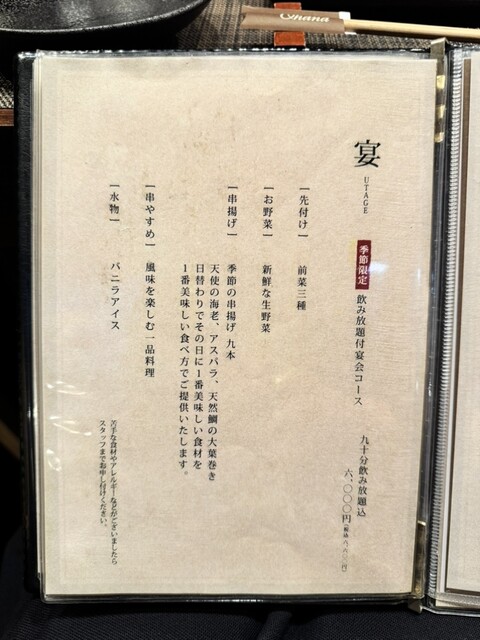 Ohana
宴
UTAGE
季節限定 飲み放題付宴会コース
九十分飲み放題込
六、〇〇〇円
┃先付け┃ 前菜三種
┃お野菜┃ 新鮮な生野菜
┃串揚げ┃ 季節の串揚げ 九本
天使の海老、アスパラ、天然鯛の大葉巻き
日替わりでその日に1番美味しい食材を
1番美味しい食べ方でご提供いたします。
┃串やすめ┃ 風味を楽しむ一品料理
┃水物┃ バニラアイス
苦手な食材やアレルギーなどがございましたら
スタッフまでお申し付けください。